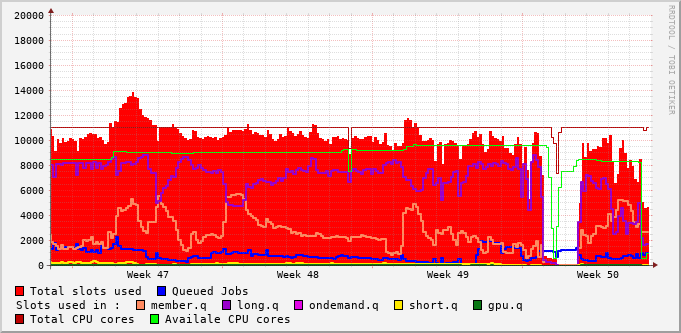 RRDTOOL / TOBI OETIKER
20000
18000
16000
14000
12000
10000
8000
6000
4000
2000
0
Week 47 Week 48 Week 49 Week 50
Total slots used Queued Jobs
Slots used in : member.q long.q ondemand.q short.q gpu.q
Total CPU cores Availale CPU cores